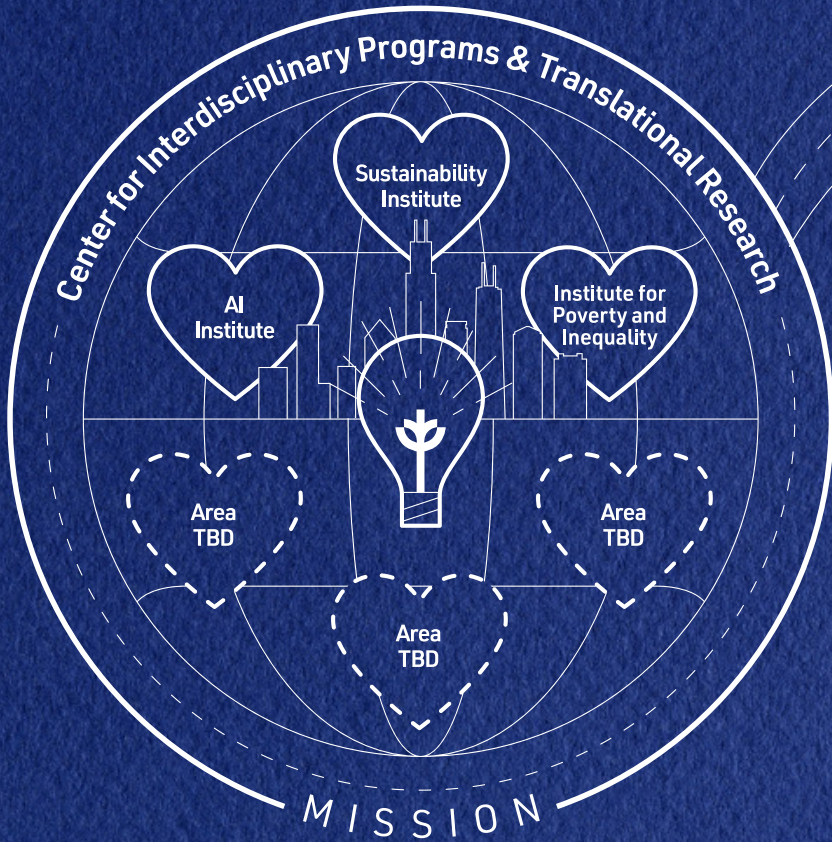 Center for Interdisciplinary Programs & Translational Research
Sustainability
Institute
AI
Institute
Institute for
Poverty and
Inequality
Area
TBD
Area
TBD
Area
TBD
MISSION